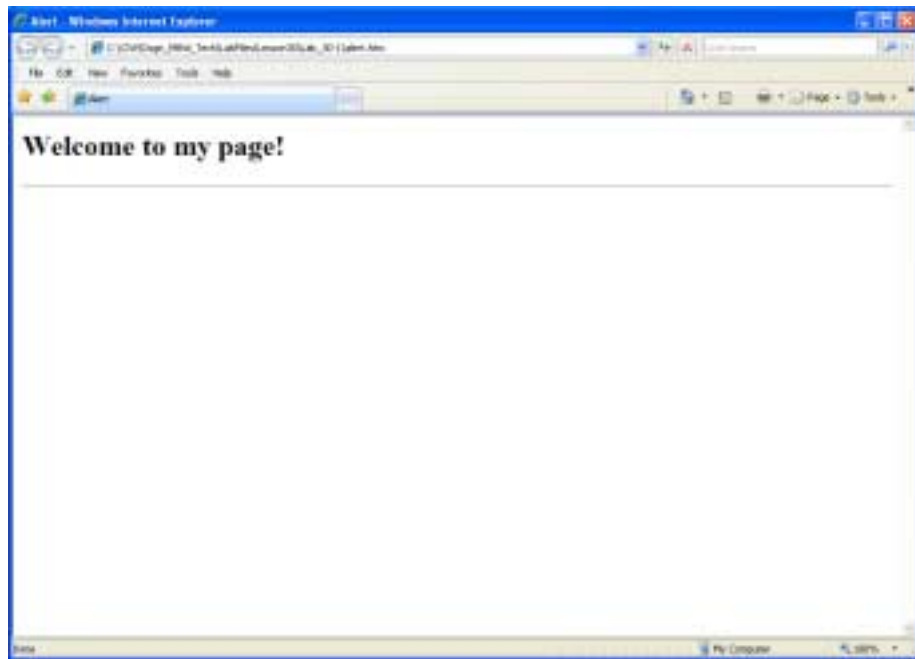 Alert - Windows Internet Explorer
File Edit View Favorites Tools Help
Alert
Page Tools
Welcome to my page!
Done
My Computer
100%